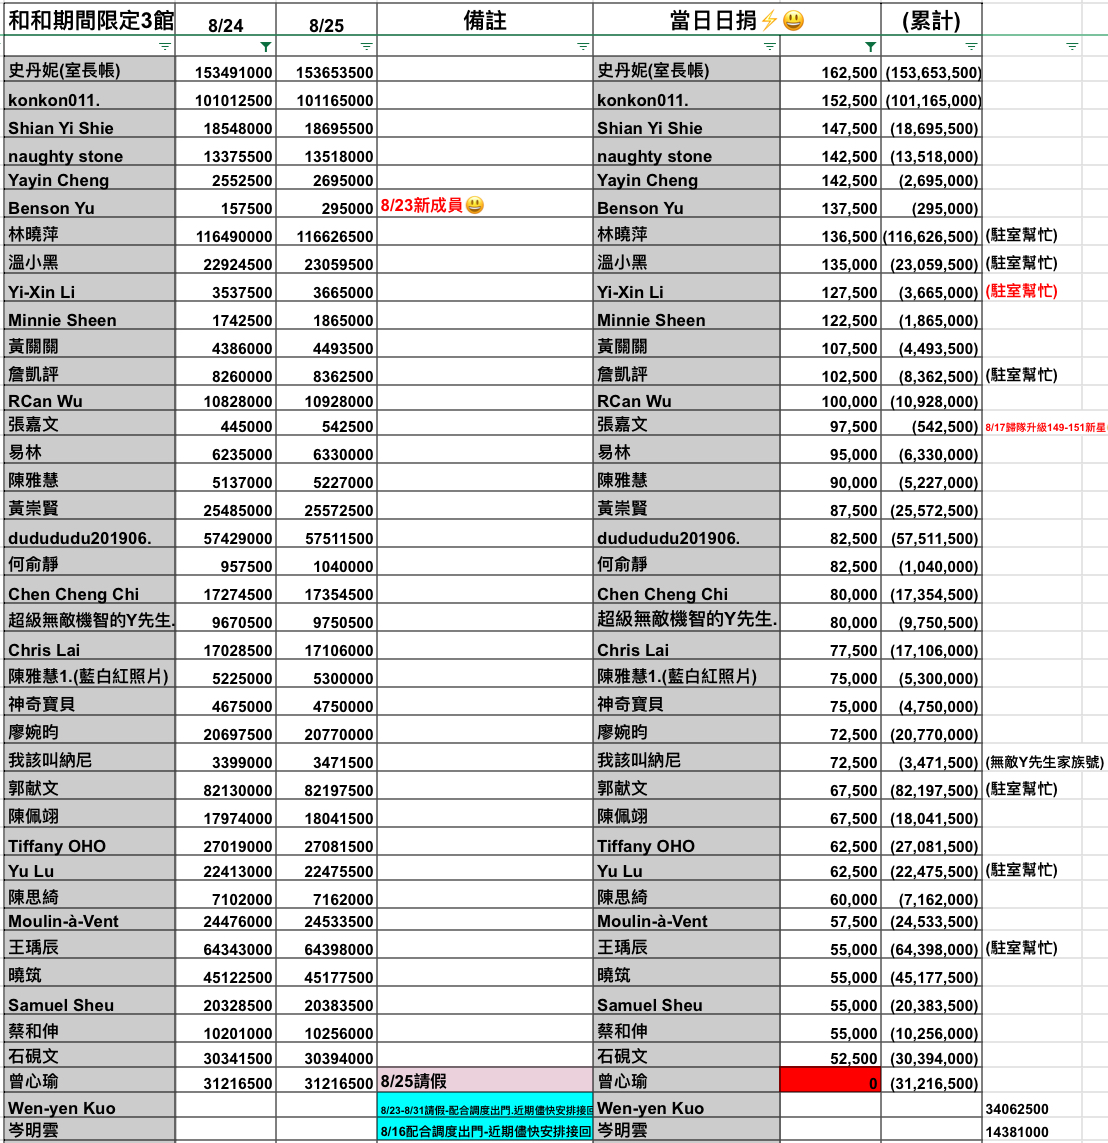 和和期間限定3館 8/24 8/25 備註 當日日捐⚡😃 (累計)
史丹妮(室長帳) 153491000 153653500 史丹妮(室長帳) 162,500 (153,653,500)
konkon011. 101012500 101165000 konkon011. 152,500 (101,165,000)
Shian Yi Shie 18548000 18695500 Shian Yi Shie 147,500 (18,695,500)
naughty stone 13375500 13518000 naughty stone 142,500 (13,518,000)
Yayin Cheng 2552500 2695000 Yayin Cheng 142,500 (2,695,000)
Benson Yu 157500 295000 8/23新成員😃 Benson Yu 137,500 (295,000)
林曉萍 116490000 116626500 林曉萍 136,500 (116,626,500) (駐室幫忙)
溫小黑 22924500 23059500 溫小黑 135,000 (23,059,500) (駐室幫忙)
Yi-Xin Li 3537500 3665000 Yi-Xin Li 127,500 (3,665,000) (駐室幫忙)
Minnie Sheen 1742500 1865000 Minnie Sheen 122,500 (1,865,000)
黃關關 4386000 4493500 黃關關 107,500 (4,493,500)
詹凱評 8260000 8362500 詹凱評 102,500 (8,362,500) (駐室幫忙)
RCan Wu 10828000 10928000 RCan Wu 100,000 (10,928,000)
張嘉文 445000 542500 張嘉文 97,500 (542,500) 8/17歸隊升級149-151新星
易林 6235000 6330000 易林 95,000 (6,330,000)
陳雅慧 5137000 5227000 陳雅慧 90,000 (5,227,000)
黃崇賢 25485000 25572500 黃崇賢 87,500 (25,572,500)
dudududu201906. 57429000 57511500 dudududu201906. 82,500 (57,511,500)
何俞靜 957500 1040000 何俞靜 82,500 (1,040,000)
Chen Cheng Chi 17274500 17354500 Chen Cheng Chi 80,000 (17,354,500)
超級無敵機智的Y先生. 9670500 9750500 超級無敵機智的Y先生. 80,000 (9,750,500)
Chris Lai 17028500 17106000 Chris Lai 77,500 (17,106,000)
陳雅慧1.(藍白紅照片) 5225000 5300000 陳雅慧1.(藍白紅照片) 75,000 (5,300,000)
神奇寶貝 4675000 4750000 神奇寶貝 75,000 (4,750,000)
廖婉昀 20697500 20770000 廖婉昀 72,500 (20,770,000)
我該叫納尼 3399000 3471500 我該叫納尼 72,500 (3,471,500) (無敵Y先生家族號)
郭献文 82130000 82197500 郭献文 67,500 (82,197,500) (駐室幫忙)
陳佩翊 17974000 18041500 陳佩翊 67,500 (18,041,500)
Tiffany OHO 27019000 27081500 Tiffany OHO 62,500 (27,081,500)
Yu Lu 22413000 22475500 Yu Lu 62,500 (22,475,500) (駐室幫忙)
陳思綺 7102000 7162000 陳思綺 60,000 (7,162,000)
Moulin-à-Vent 24476000 24533500 Moulin-à-Vent 57,500 (24,533,500)
王瑀辰 64343000 64398000 王瑀辰 55,000 (64,398,000) (駐室幫忙)
曉筑 45122500 45177500 曉筑 55,000 (45,177,500)
Samuel Sheu 20328500 20383500 Samuel Sheu 55,000 (20,383,500)
蔡和伸 10201000 10256000 蔡和伸 55,000 (10,256,000)
石硯文 30341500 30394000 石硯文 52,500 (30,394,000)
曾心瑜 31216500 31216500 8/25請假 曾心瑜 0 (31,216,500)
Wen-yen Kuo 8/23-8/31請假-配合調度出門.近期儘快安排接回 Wen-yen Kuo 34062500
岑明雲 8/16配合調度出門-近期儘快安排接回 岑明雲 14381000